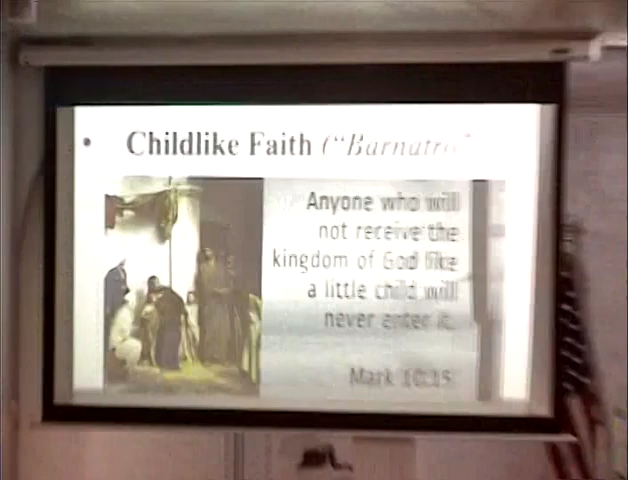 • Childlike Faith ("Barnatro"
Anyone who will
not receive the
kingdom of God like
a little child will
never enter it.
Mark 10:15